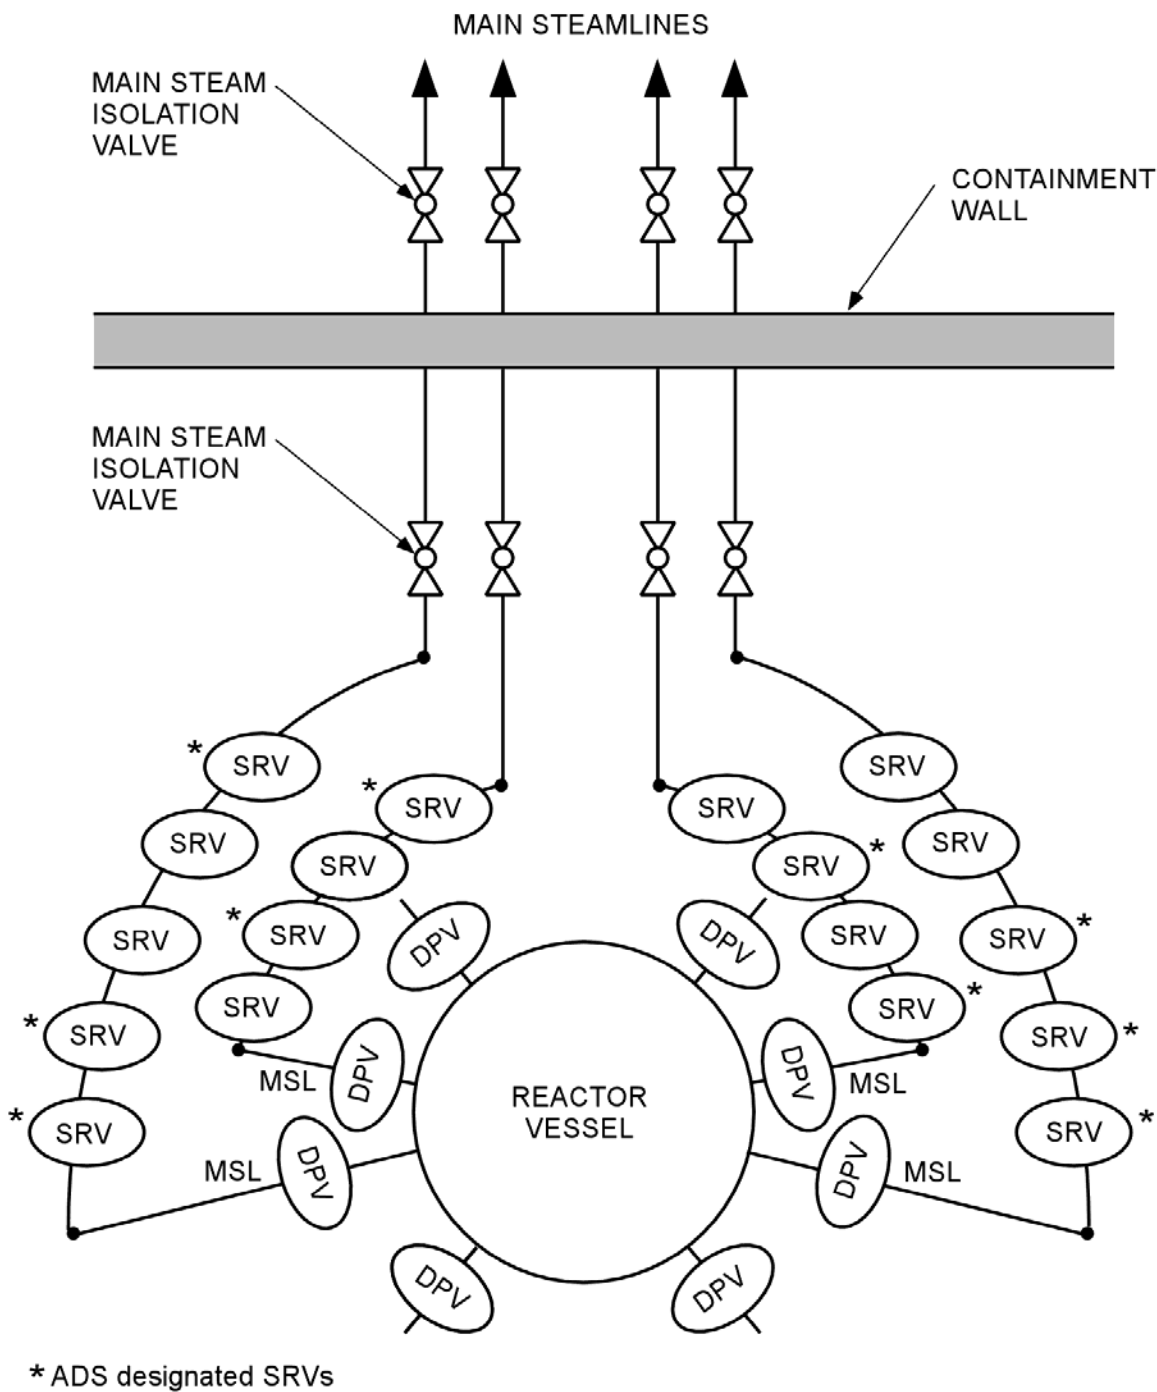 MAIN STEAMLINES
MAIN STEAM
ISOLATION
VALVE
CONTAINMENT
WALL
MAIN STEAM
ISOLATION
VALVE
* SRV
SRV
* SRV
SRV
SRV
SRV
SRV
SRV *
SRV
SRV
* SRV
DPV
DPV
SRV
SRV *
SRV
SRV *
* SRV
SRV *
MSL
DPV
REACTOR
VESSEL
DPV
MSL
* SRV
SRV *
MSL
DPV
DPV
MSL
DPV
DPV
* ADS designated SRVs